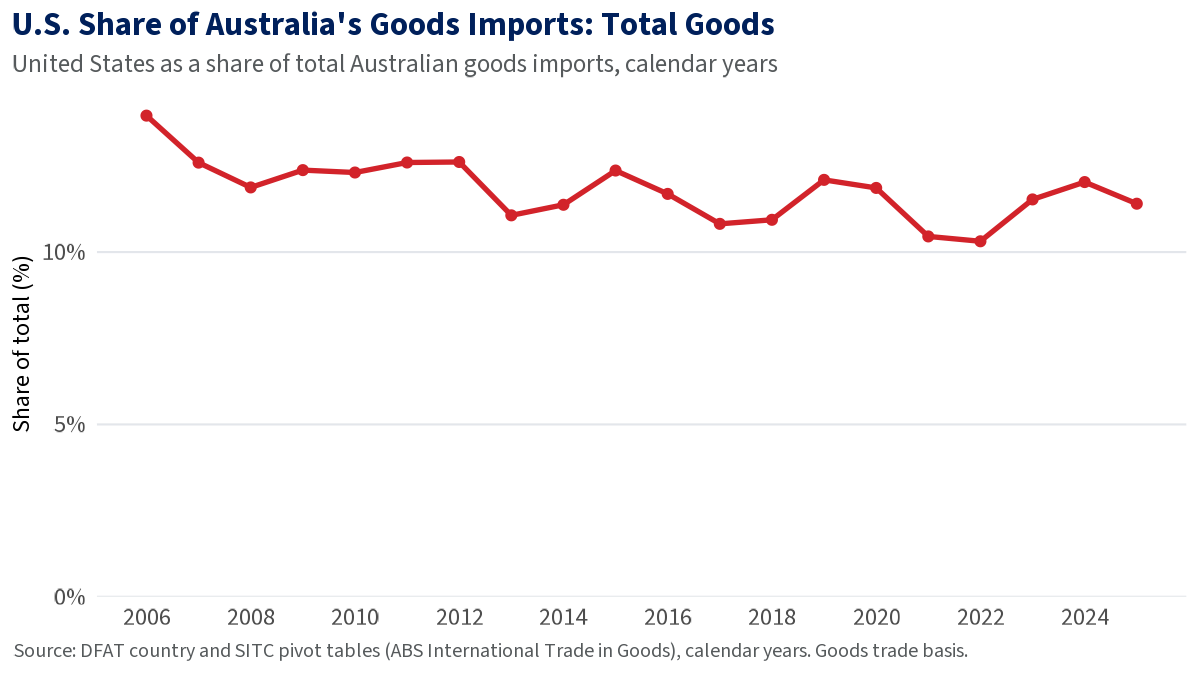 U.S. Share of Australia's Goods Imports: Total Goods
United States as a share of total Australian goods imports, calendar years
Share of total (%)
10%
5%
0%
2006 2008 2010 2012 2014 2016 2018 2020 2022 2024
Source: DFAT country and SITC pivot tables (ABS International Trade in Goods), calendar years. Goods trade basis.